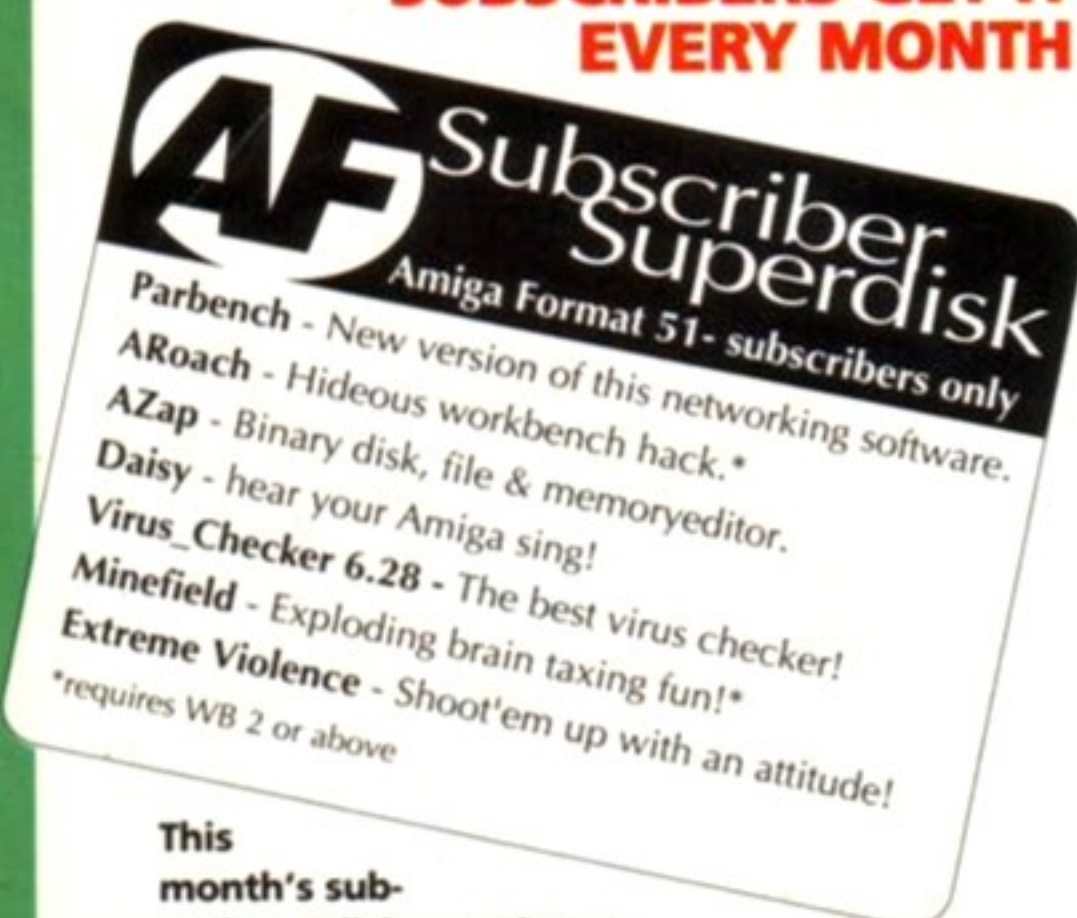 EVERY MONTH
AF
Subscriber
Superdisk
Amiga Format 51- subscribers only
Parbench - New version of this networking software.
ARoach - Hideous workbench hack.*
AZap - Binary disk, file & memoryeditor.
Daisy - hear your Amiga sing!
Virus_Checker 6.28 - The best virus checker!
Minefield - Exploding brain taxing fun!*
Extreme Violence - Shoot'em up with an attitude!
*requires WB 2 or above
This
month's sub-